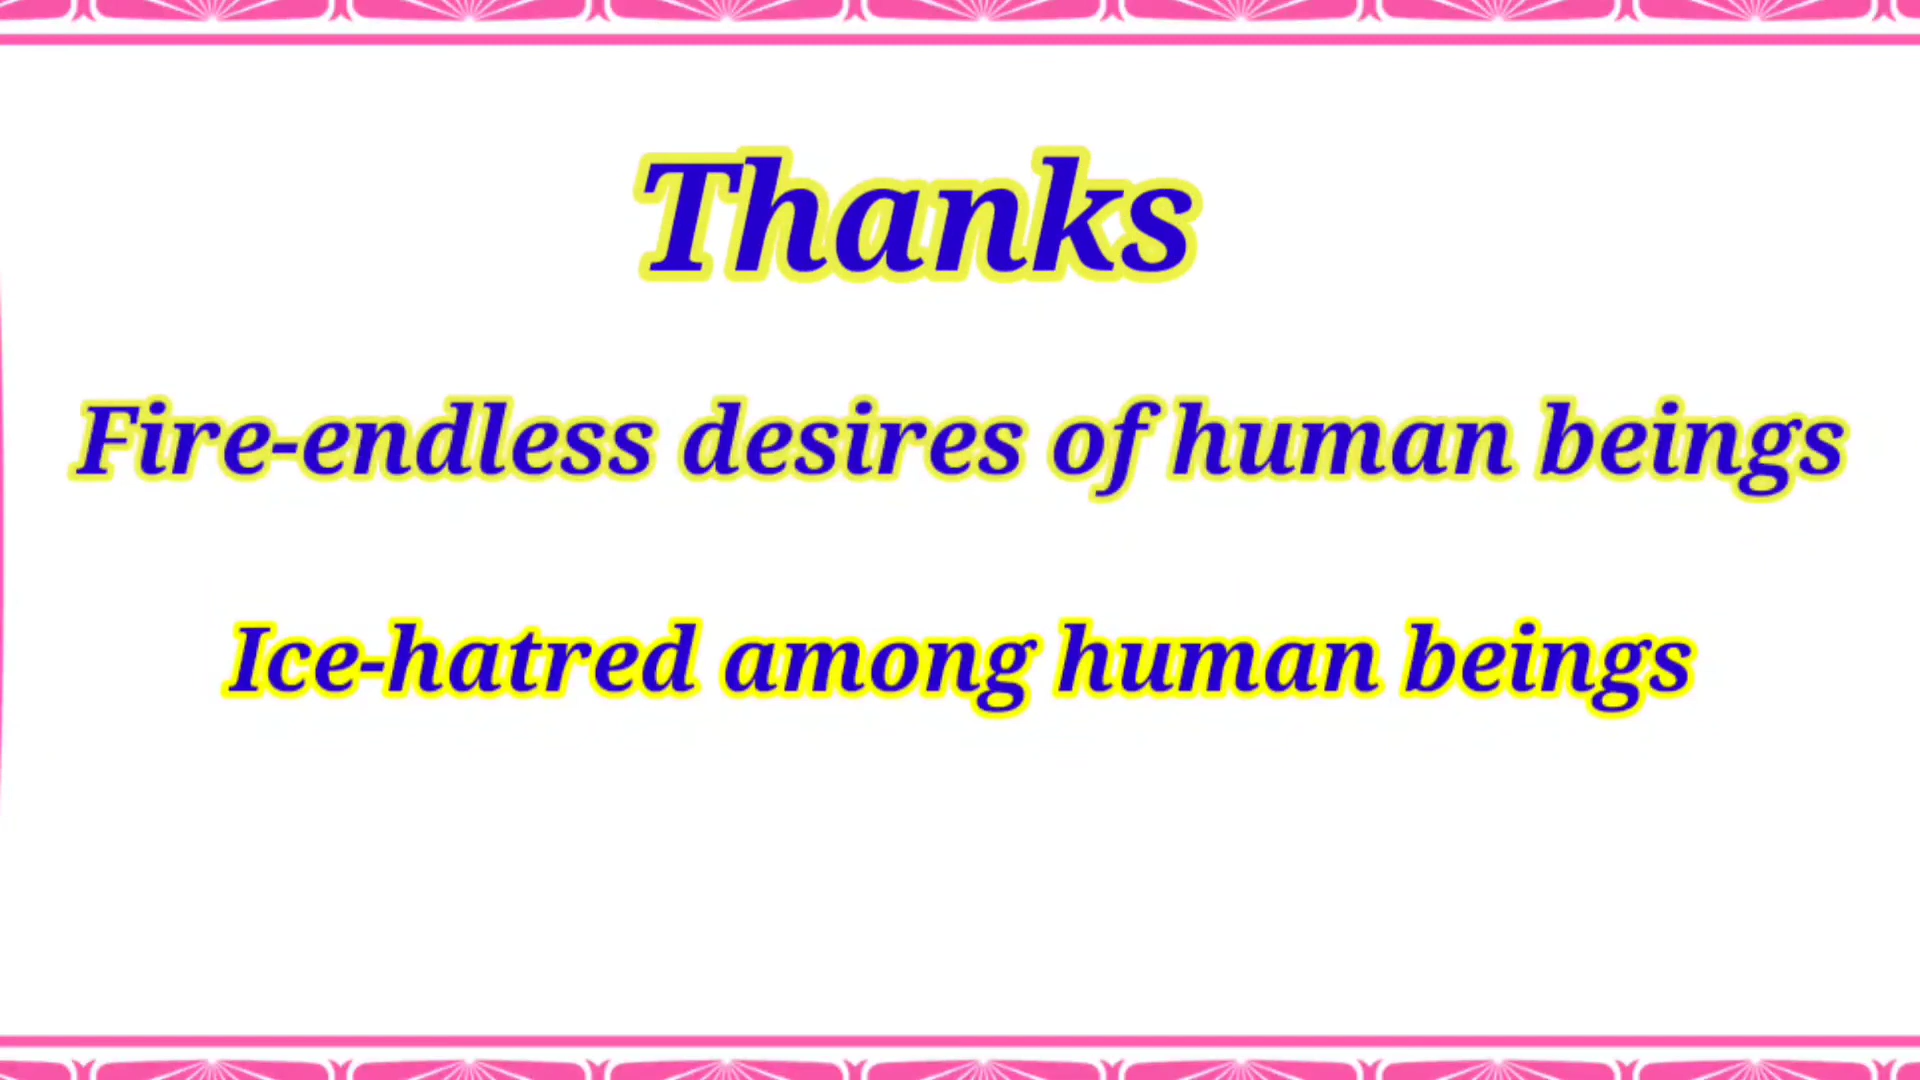 Thanks
Fire-endless desires of human beings
Ice-hatred among human beings